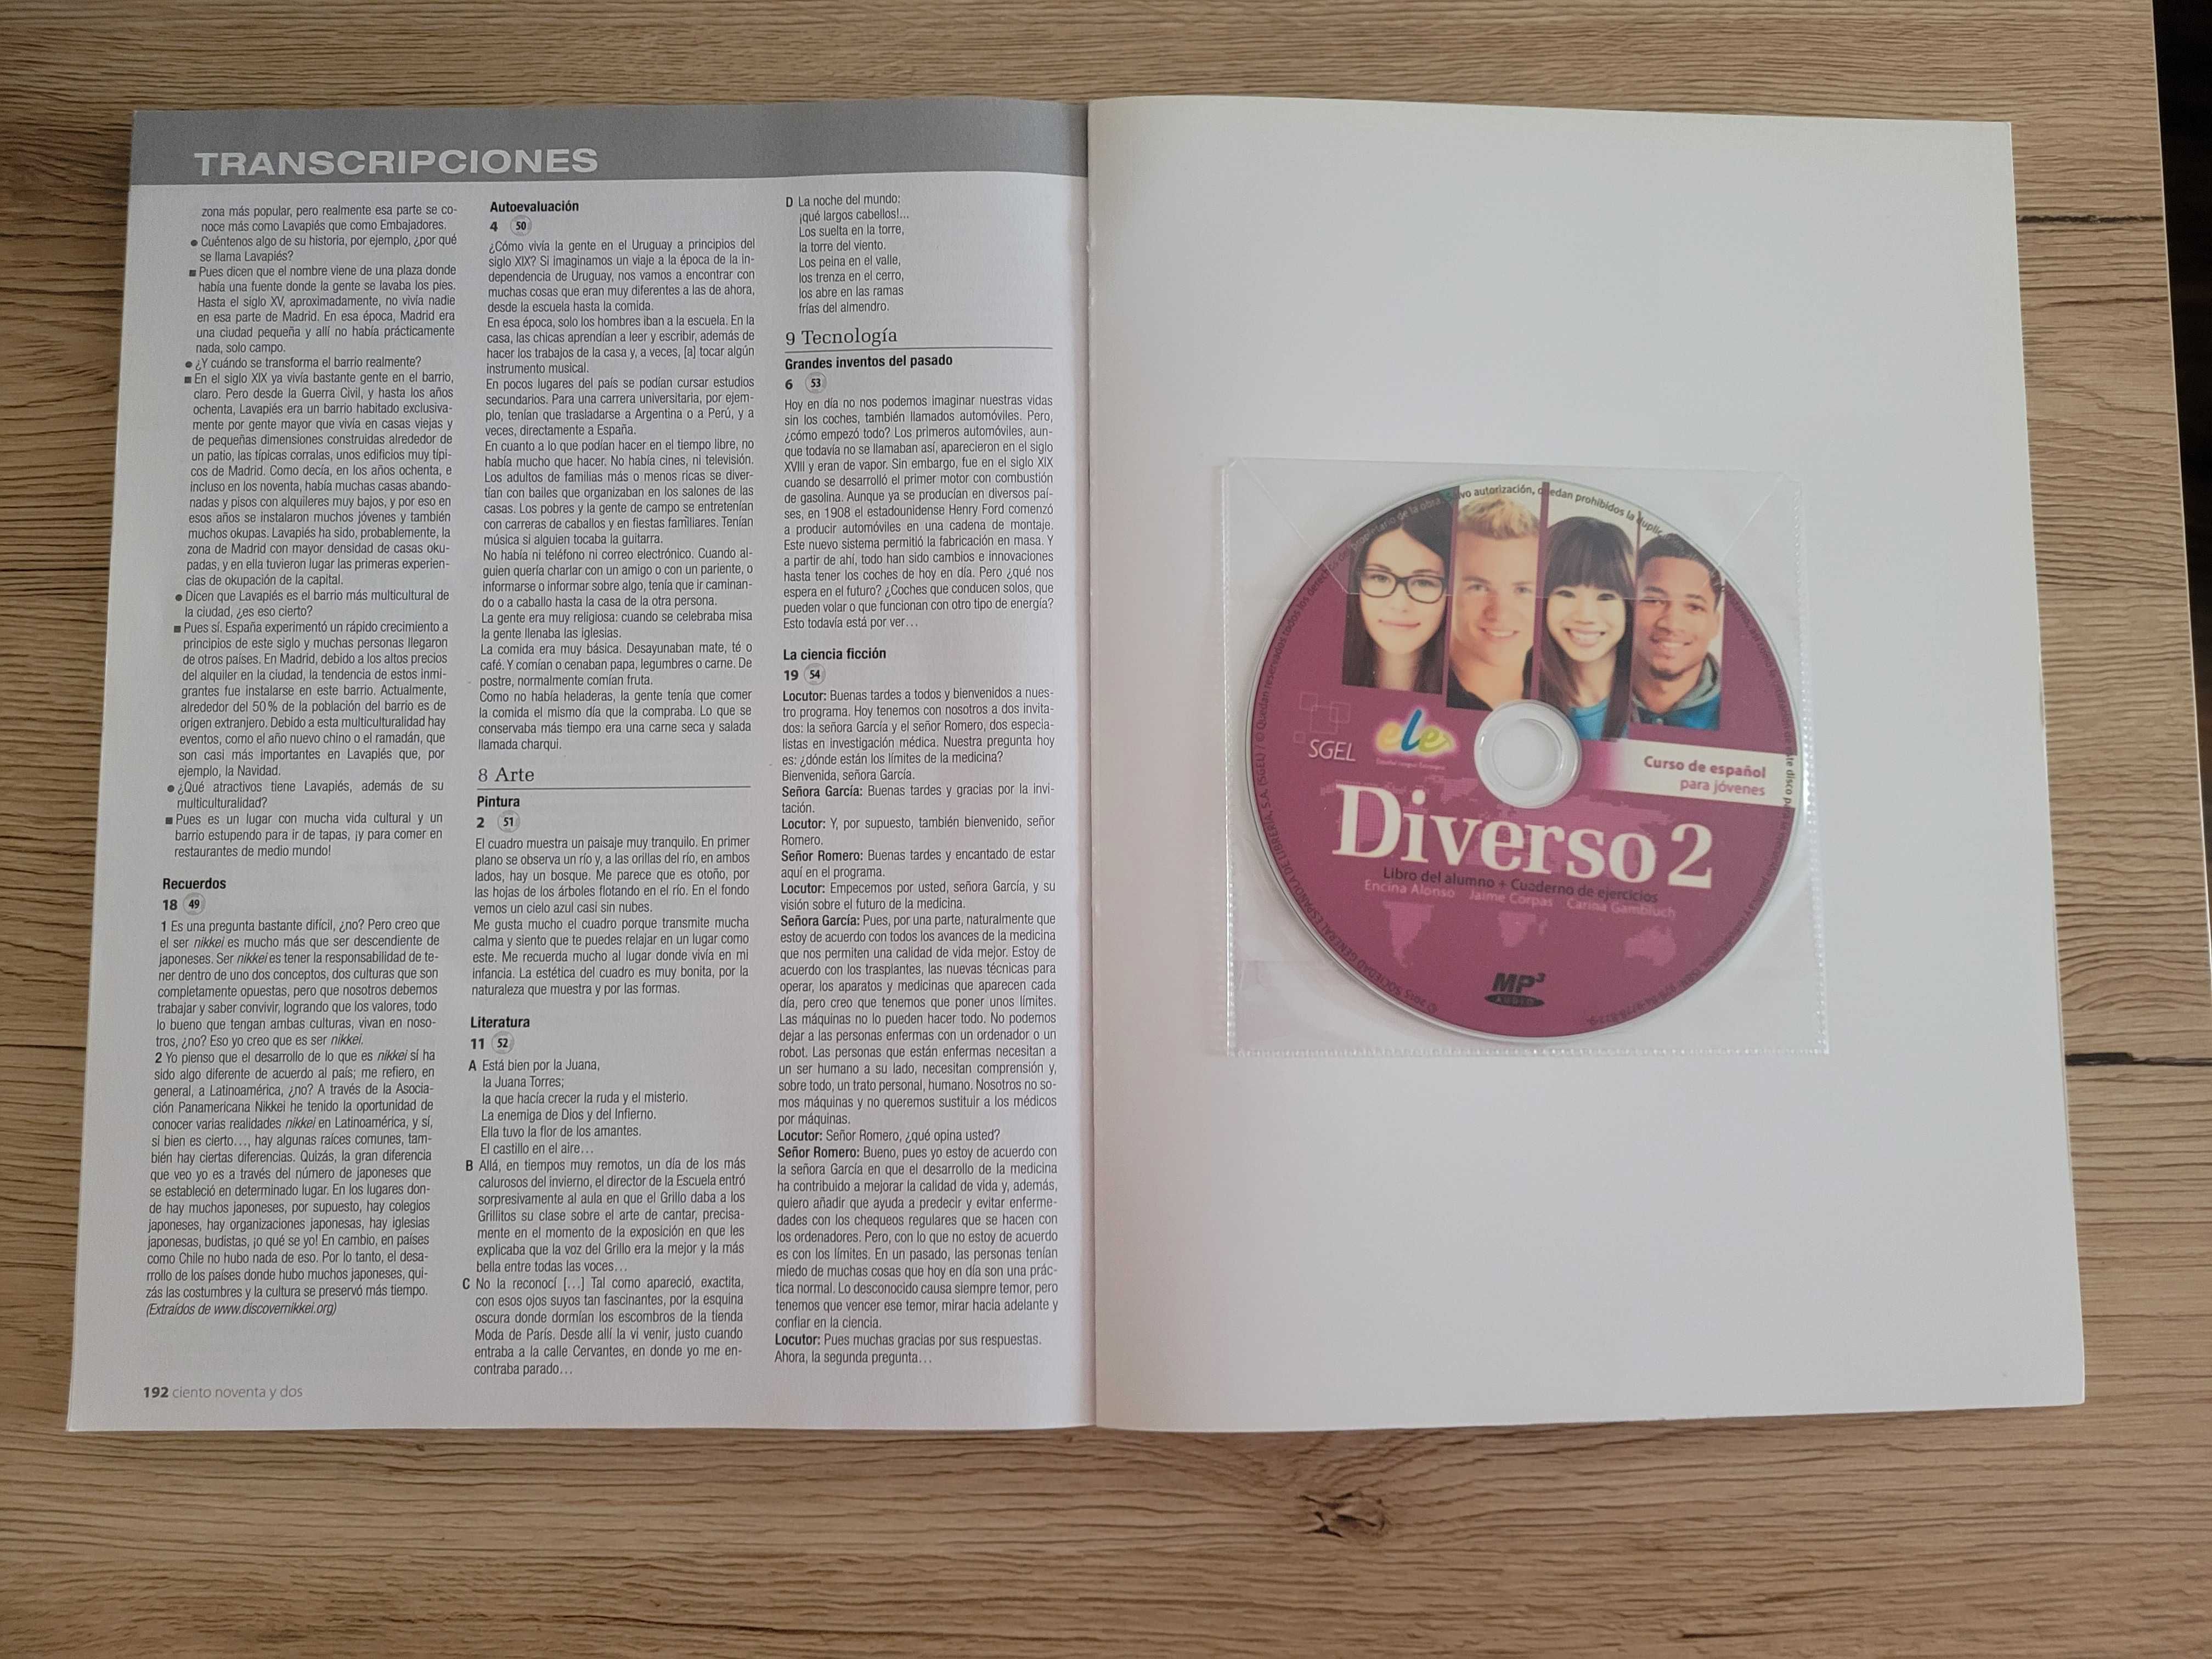 TRANSCRIPCIONES
zona más popular, pero realmente esa parte se co-
noce más como Lavapiés que como Embajadores.
● Cuéntenos algo de su historia, por ejemplo, ¿por qué
se llama Lavapiés?
■ Pues dicen que el nombre viene de una plaza donde
había una fuente donde la gente se lavaba los pies.
Hasta el siglo XV, aproximadamente, no vivía nadie
en esa parte de Madrid. En esa época, Madrid era
una ciudad pequeña y allí no había prácticamente
nada, solo campo.
● ¿Y cuándo se transforma el barrio realmente?
■ En el siglo XIX ya vivía bastante gente en el barrio,
claro. Pero desde la Guerra Civil, y hasta los años
ochenta, Lavapiés era un barrio habitado exclusiva-
mente por gente mayor que vivía en casas viejas y
de pequeñas dimensiones construidas alrededor de
un patio, las típicas corralas, unos edificios muy típi-
cos de Madrid. Como decía, en los años ochenta, e
incluso en los noventa, había muchas casas abando-
nadas y pisos con alquileres muy bajos, y por eso en
esos años se instalaron muchos jóvenes y también
muchos okupas. Lavapiés ha sido, probablemente, la
zona de Madrid con mayor densidad de casas oku-
padas, y en ella tuvieron lugar las primeras experien-
cias de okupación de la capital.
● Dicen que Lavapiés es el barrio más multicultural de
la ciudad, ¿es eso cierto?
■ Pues sí. España experimentó un rápido crecimiento a
principios de este siglo y muchas personas llegaron
de otros países. En Madrid, debido a los altos precios
del alquiler en la ciudad, la tendencia de estos inmi-
grantes fue instalarse en este barrio. Actualmente,
alrededor del 50 % de la población del barrio es de
origen extranjero. Debido a esta multiculturalidad hay
eventos, como el año nuevo chino o el ramadán, que
son casi más importantes en Lavapiés que, por
ejemplo, la Navidad.
● ¿Qué atractivos tiene Lavapiés, además de su
multiculturalidad?
■ Pues es un lugar con mucha vida cultural y un
barrio estupendo para ir de tapas, ¡y para comer en
restaurantes de medio mundo!
Recuerdos
18 49
1 Es una pregunta bastante difícil, ¿no? Pero creo que
el ser nikkei es mucho más que ser descendiente de
japoneses. Ser nikkei es tener la responsabilidad de te-
ner dentro de uno dos conceptos, dos culturas que son
completamente opuestas, pero que nosotros debemos
trabajar y saber convivir, logrando que los valores, todo
lo bueno que tengan ambas culturas, vivan en noso-
tros, ¿no? Eso yo creo que es ser nikkei.
2 Yo pienso que el desarrollo de lo que es nikkei sí ha
sido algo diferente de acuerdo al país; me refiero, en
general, a Latinoamérica, ¿no? A través de la Asocia-
ción Panamericana Nikkei he tenido la oportunidad de
conocer varias realidades nikkei en Latinoamérica, y sí,
si bien es cierto…, hay algunas raíces comunes, tam-
bién hay ciertas diferencias. Quizás, la gran diferencia
que veo yo es a través del número de japoneses que
se estableció en determinado lugar. En los lugares don-
de hay muchos japoneses, por supuesto, hay colegios
japoneses, hay organizaciones japonesas, hay iglesias
japonesas, budistas, ¡o qué se yo! En cambio, en países
como Chile no hubo nada de eso. Por lo tanto, el desa-
rrollo de los países donde hubo muchos japoneses, qui-
zás las costumbres y la cultura se preservó más tiempo.
(Extraídos de www.discovernikkei.org)
192 ciento noventa y dos
Autoevaluación
4 50
¿Cómo vivía la gente en el Uruguay a principios del
siglo XIX? Si imaginamos un viaje a la época de la in-
dependencia de Uruguay, nos vamos a encontrar con
muchas cosas que eran muy diferentes a las de ahora,
desde la escuela hasta la comida.
En esa época, solo los hombres iban a la escuela. En la
casa, las chicas aprendían a leer y escribir, además de
hacer los trabajos de la casa y, a veces, [a] tocar algún
instrumento musical.
En pocos lugares del país se podían cursar estudios
secundarios. Para una carrera universitaria, por ejem-
plo, tenían que trasladarse a Argentina o a Perú, y a
veces, directamente a España.
En cuanto a lo que podían hacer en el tiempo libre, no
había mucho que hacer. No había cines, ni televisión.
Los adultos de familias más o menos ricas se diver-
tían con bailes que organizaban en los salones de las
casas. Los pobres y la gente de campo se entretenían
con carreras de caballos y en fiestas familiares. Tenían
música si alguien tocaba la guitarra.
No había ni teléfono ni correo electrónico. Cuando al-
guien quería charlar con un amigo o con un pariente, o
informarse o informar sobre algo, tenía que ir caminan-
do o a caballo hasta la casa de la otra persona.
La gente era muy religiosa: cuando se celebraba misa
la gente llenaba las iglesias.
La comida era muy básica. Desayunaban mate, té o
café. Y comían o cenaban papa, legumbres o carne. De
postre, normalmente comían fruta.
Como no había heladeras, la gente tenía que comer
la comida el mismo día que la compraba. Lo que se
conservaba más tiempo era una carne seca y salada
llamada charqui.
8 Arte
Pintura
2 51
El cuadro muestra un paisaje muy tranquilo. En primer
plano se observa un río y, a las orillas del río, en ambos
lados, hay un bosque. Me parece que es otoño, por
las hojas de los árboles flotando en el río. En el fondo
vemos un cielo azul casi sin nubes.
Me gusta mucho el cuadro porque transmite mucha
calma y siento que te puedes relajar en un lugar como
este. Me recuerda mucho al lugar donde vivía en mi
infancia. La estética del cuadro es muy bonita, por la
naturaleza que muestra y por las formas.
Literatura
11 52
A Está bien por la Juana,
la Juana Torres;
la que hacía crecer la ruda y el misterio.
La enemiga de Dios y del Infierno.
Ella tuvo la flor de los amantes.
El castillo en el aire…
B Allá, en tiempos muy remotos, un día de los más
calurosos del invierno, el director de la Escuela entró
sorpresivamente al aula en que el Grillo daba a los
Grillitos su clase sobre el arte de cantar, precisa-
mente en el momento de la exposición en que les
explicaba que la voz del Grillo era la mejor y la más
bella entre todas las voces…
C No la reconocí […] Tal como apareció, exactita,
con esos ojos suyos tan fascinantes, por la esquina
oscura donde dormían los escombros de la tienda
Moda de París. Desde allí la vi venir, justo cuando
entraba a la calle Cervantes, en donde yo me en-
contraba parado…
D La noche del mundo:
¡qué largos cabellos!...
Los suelta en la torre,
la torre del viento.
Los peina en el valle,
los trenza en el cerro,
los abre en las ramas
frías del almendro.
9 Tecnología
Grandes inventos del pasado
6 53
Hoy en día no nos podemos imaginar nuestras vidas
sin los coches, también llamados automóviles. Pero,
¿cómo empezó todo? Los primeros automóviles, aun-
que todavía no se llamaban así, aparecieron en el siglo
XVIII y eran de vapor. Sin embargo, fue en el siglo XIX
cuando se desarrolló el primer motor con combustión
de gasolina. Aunque ya se producían en diversos paí-
ses, en 1908 el estadounidense Henry Ford comenzó
a producir automóviles en una cadena de montaje.
Este nuevo sistema permitió la fabricación en masa. Y
a partir de ahí, todo han sido cambios e innovaciones
hasta tener los coches de hoy en día. Pero ¿qué nos
espera en el futuro? ¿Coches que conducen solos, que
pueden volar o que funcionan con otro tipo de energía?
Esto todavía está por ver…
La ciencia ficción
19 54
Locutor: Buenas tardes a todos y bienvenidos a nues-
tro programa. Hoy tenemos con nosotros a dos invita-
dos: la señora García y el señor Romero, dos especia-
listas en investigación médica. Nuestra pregunta hoy
es: ¿dónde están los límites de la medicina?
Bienvenida, señora García.
Señora García: Buenas tardes y gracias por la invi-
tación.
Locutor: Y, por supuesto, también bienvenido, señor
Romero.
Señor Romero: Buenas tardes y encantado de estar
aquí en el programa.
Locutor: Empecemos por usted, señora García, y su
visión sobre el futuro de la medicina.
Señora García: Pues, por una parte, naturalmente que
estoy de acuerdo con todos los avances de la medicina
que nos permiten una calidad de vida mejor. Estoy de
acuerdo con los trasplantes, las nuevas técnicas para
operar, los aparatos y medicinas que aparecen cada
día, pero creo que tenemos que poner unos límites.
Las máquinas no lo pueden hacer todo. No podemos
dejar a las personas enfermas con un ordenador o un
robot. Las personas que están enfermas necesitan a
un ser humano a su lado, necesitan comprensión y,
sobre todo, un trato personal, humano. Nosotros no so-
mos máquinas y no queremos sustituir a los médicos
por máquinas.
Locutor: Señor Romero, ¿qué opina usted?
Señor Romero: Bueno, pues yo estoy de acuerdo con
la señora García en que el desarrollo de la medicina
ha contribuido a mejorar la calidad de vida y, además,
quiero añadir que ayuda a predecir y evitar enferme-
dades con los chequeos regulares que se hacen con
los ordenadores. Pero, con lo que no estoy de acuerdo
es con los límites. En un pasado, las personas tenían
miedo de muchas cosas que hoy en día son una prác-
tica normal. Lo desconocido causa siempre temor, pero
tenemos que vencer ese temor, mirar hacia adelante y
confiar en la ciencia.
Locutor: Pues muchas gracias por sus respuestas.
Ahora, la segunda pregunta…
autorización, quedan prohibidos la
SGEL
ele
Curso de español
para jóvenes
Diverso 2
Libro del alumno + Cuaderno de ejercicios
Encina Alonso Jaime Corpas Carina Gambluch
MP3
AUDIO
© 2015 SOCIEDAD GENERAL ESPAÑOLA DE LIBRERÍA, S.A. (SGEL) / © Quedan reservados todos los